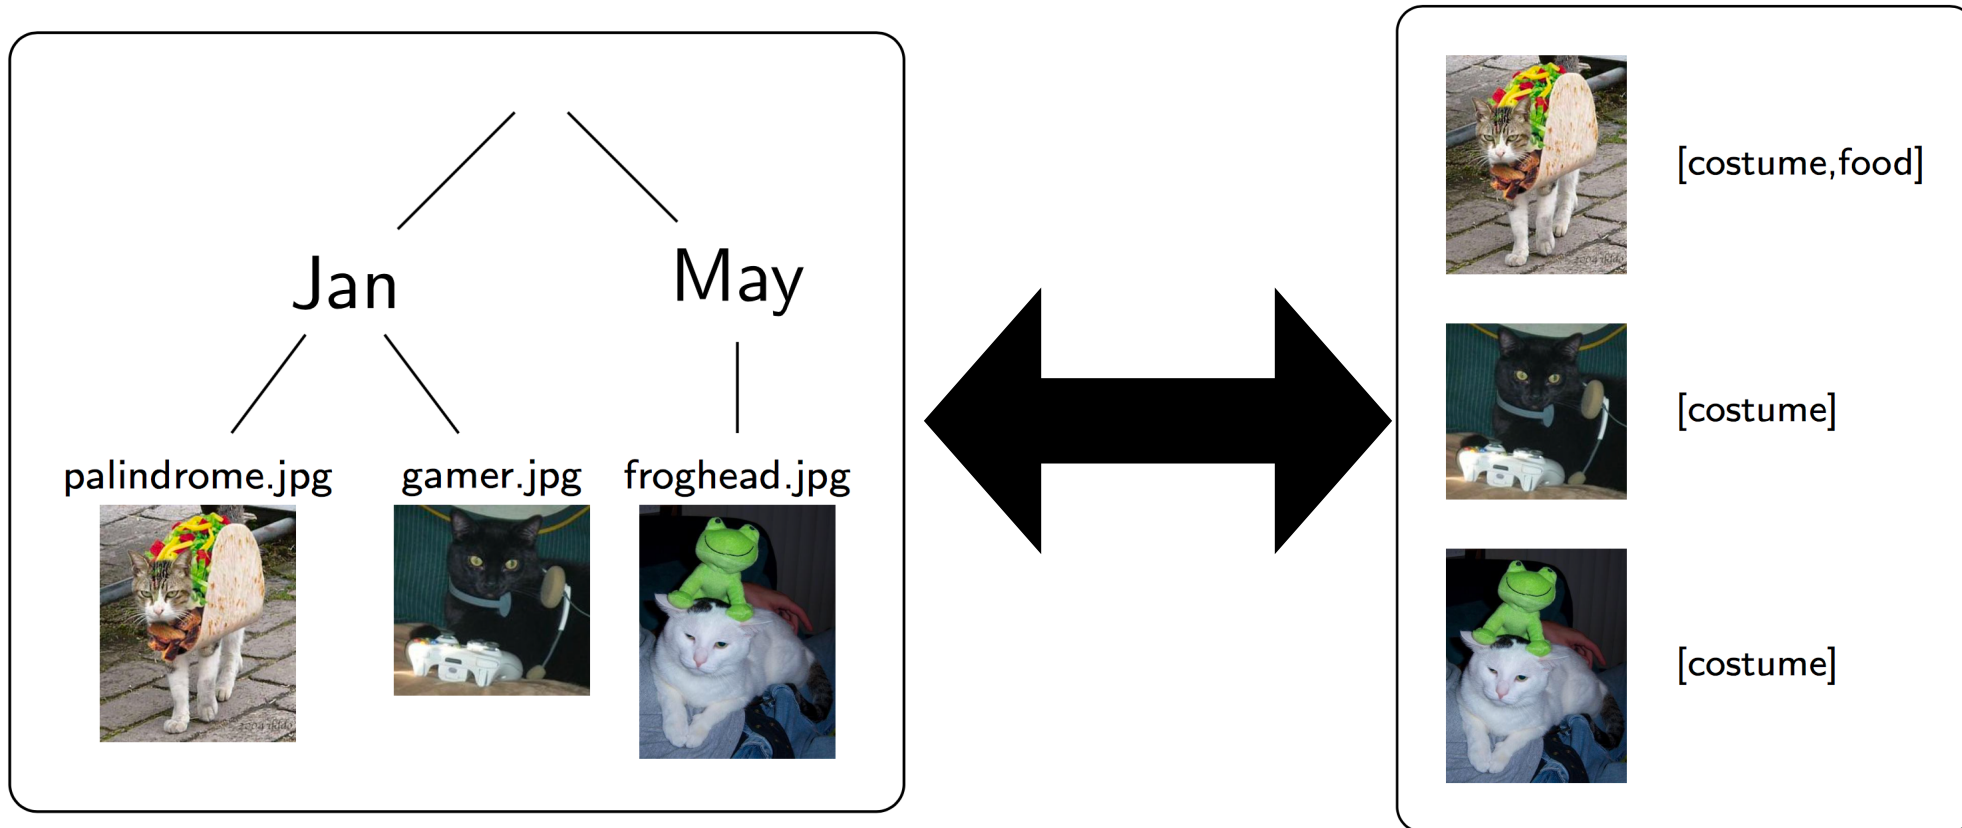 Jan
May
palindrome.jpg
gamer.jpg
froghead.jpg
[costume,food]
[costume]
[costume]